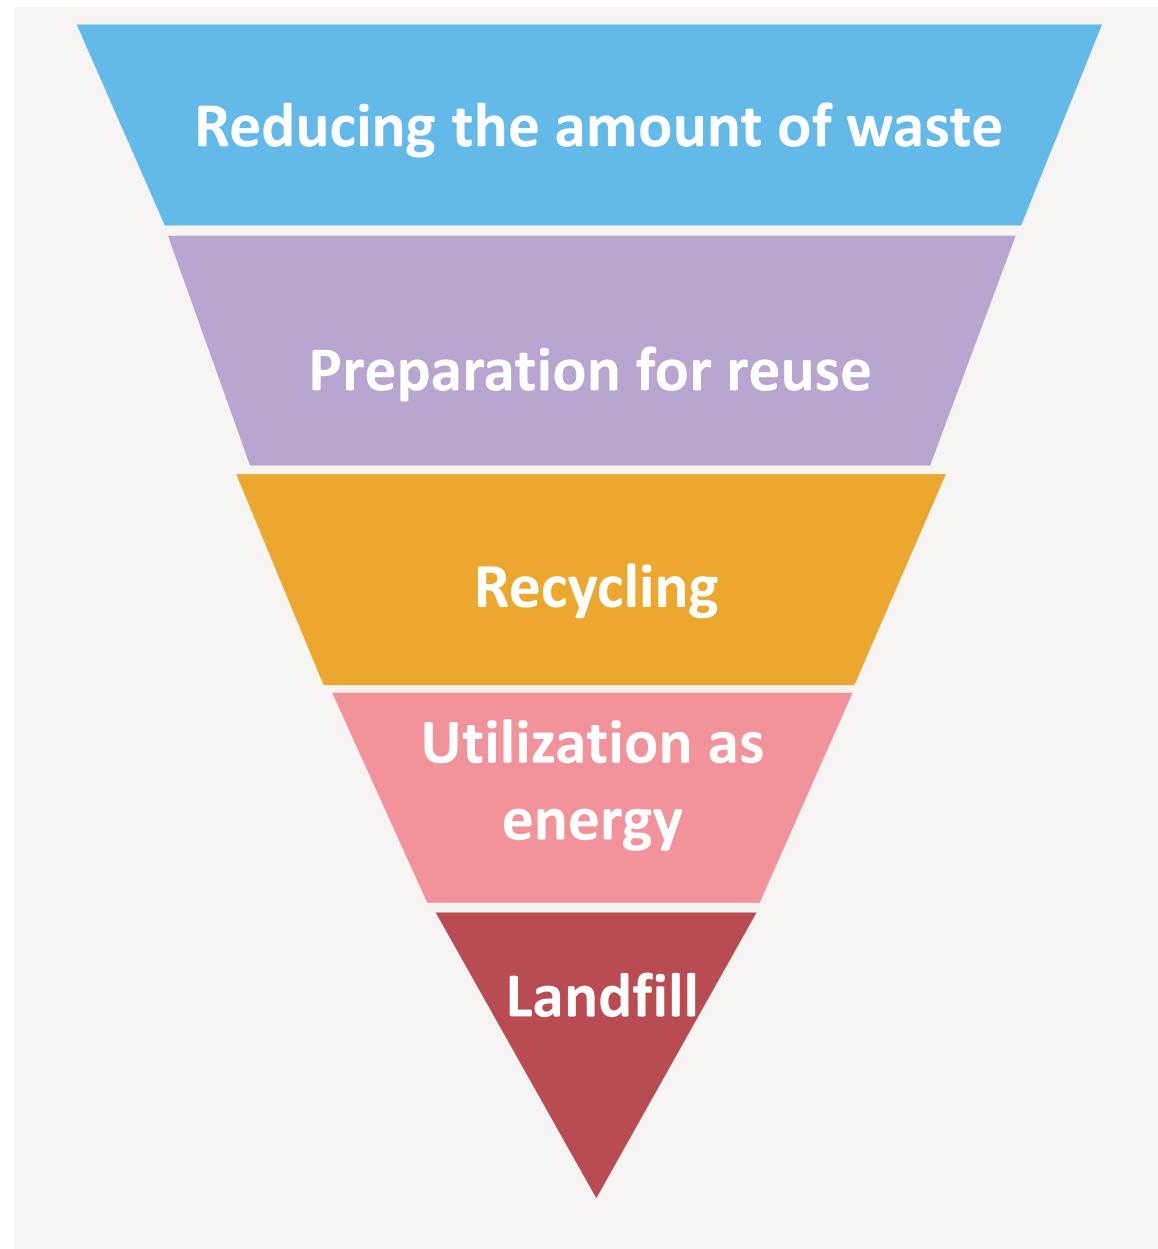 Reducing the amount of waste
Preparation for reuse
Recycling
Utilization as
energy
Landfill